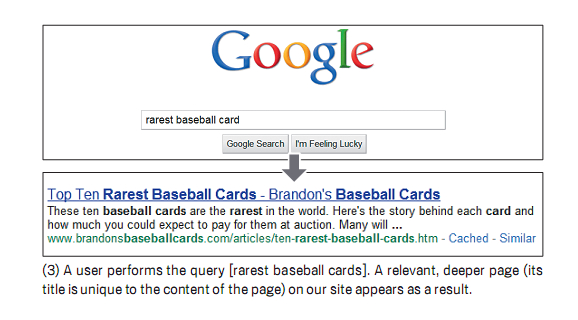 Google
rarest baseball card
Google Search I'm Feeling Lucky
Top Ten Rarest Baseball Cards - Brandon's Baseball Cards
These ten baseball cards are the rarest in the world. Here's the story behind each card and
how much you could expect to pay for them at auction. Many will ...
www.brandonsbaseballcards.com/articles/ten-rarest-baseball-cards.htm - Cached - Similar
(3) A user performs the query [rarest baseball cards]. A relevant, deeper page (its
title is unique to the content of the page) on our site appears as a result.